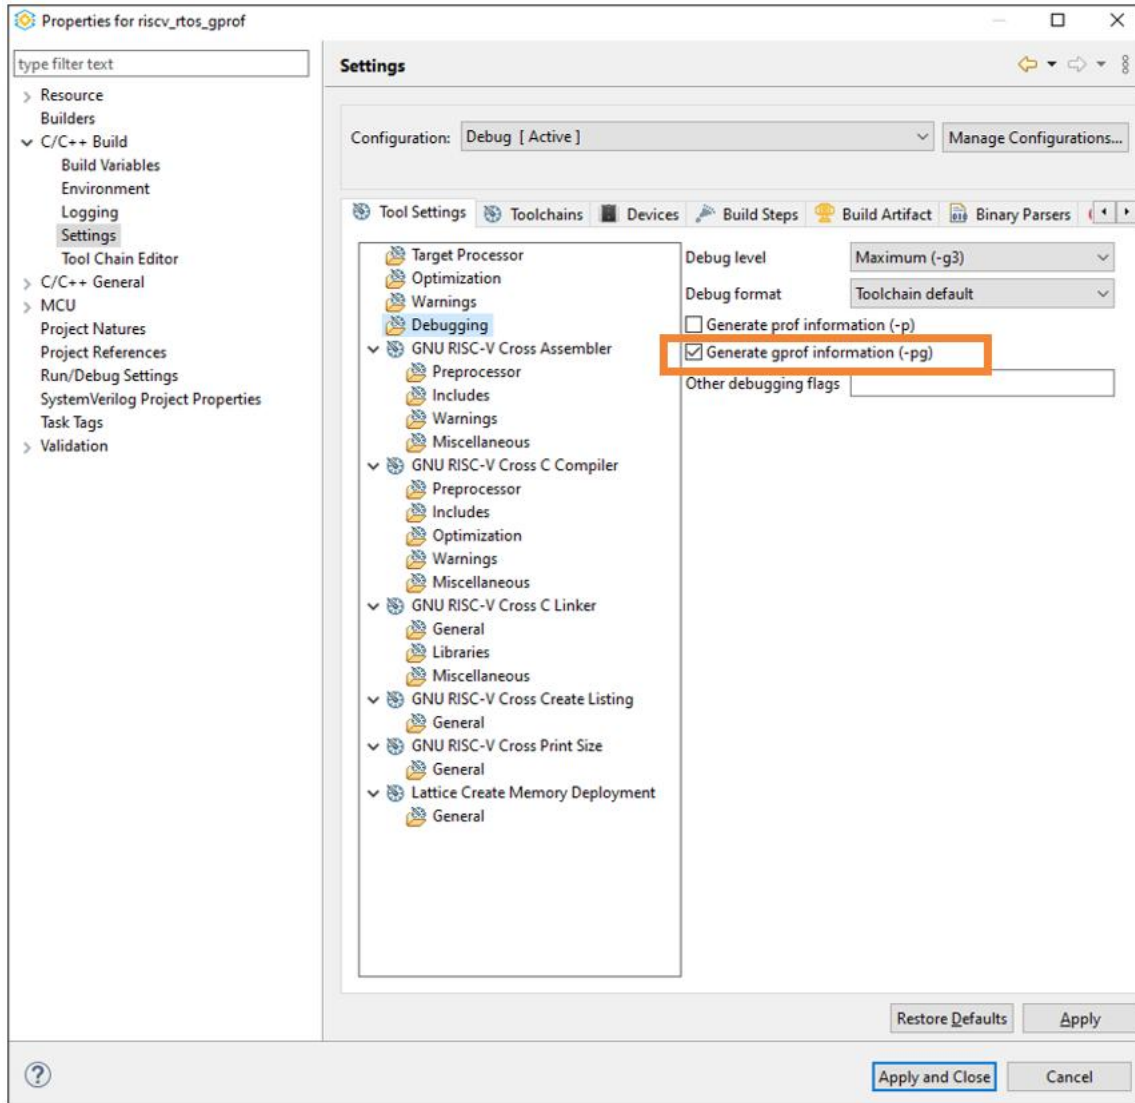 Properties for riscv_rtos_gprof
type filter text
Resource
Builders
C/C++ Build
Build Variables
Environment
Logging
Settings
Tool Chain Editor
C/C++ General
MCU
Project Natures
Project References
Run/Debug Settings
SystemVerilog Project Properties
Task Tags
Validation
Settings
Configuration: Debug [ Active ] Manage Configurations...
Tool Settings Toolchains Devices Build Steps Build Artifact Binary Parsers
Target Processor
Optimization
Warnings
Debugging
GNU RISC-V Cross Assembler
Preprocessor
Includes
Warnings
Miscellaneous
GNU RISC-V Cross C Compiler
Preprocessor
Includes
Optimization
Warnings
Miscellaneous
GNU RISC-V Cross C Linker
General
Libraries
Miscellaneous
GNU RISC-V Cross Create Listing
General
GNU RISC-V Cross Print Size
General
Lattice Create Memory Deployment
General
Debug level Maximum (-g3)
Debug format Toolchain default
Generate prof information (-p)
Generate gprof information (-pg)
Other debugging flags
Restore Defaults Apply
? Apply and Close Cancel